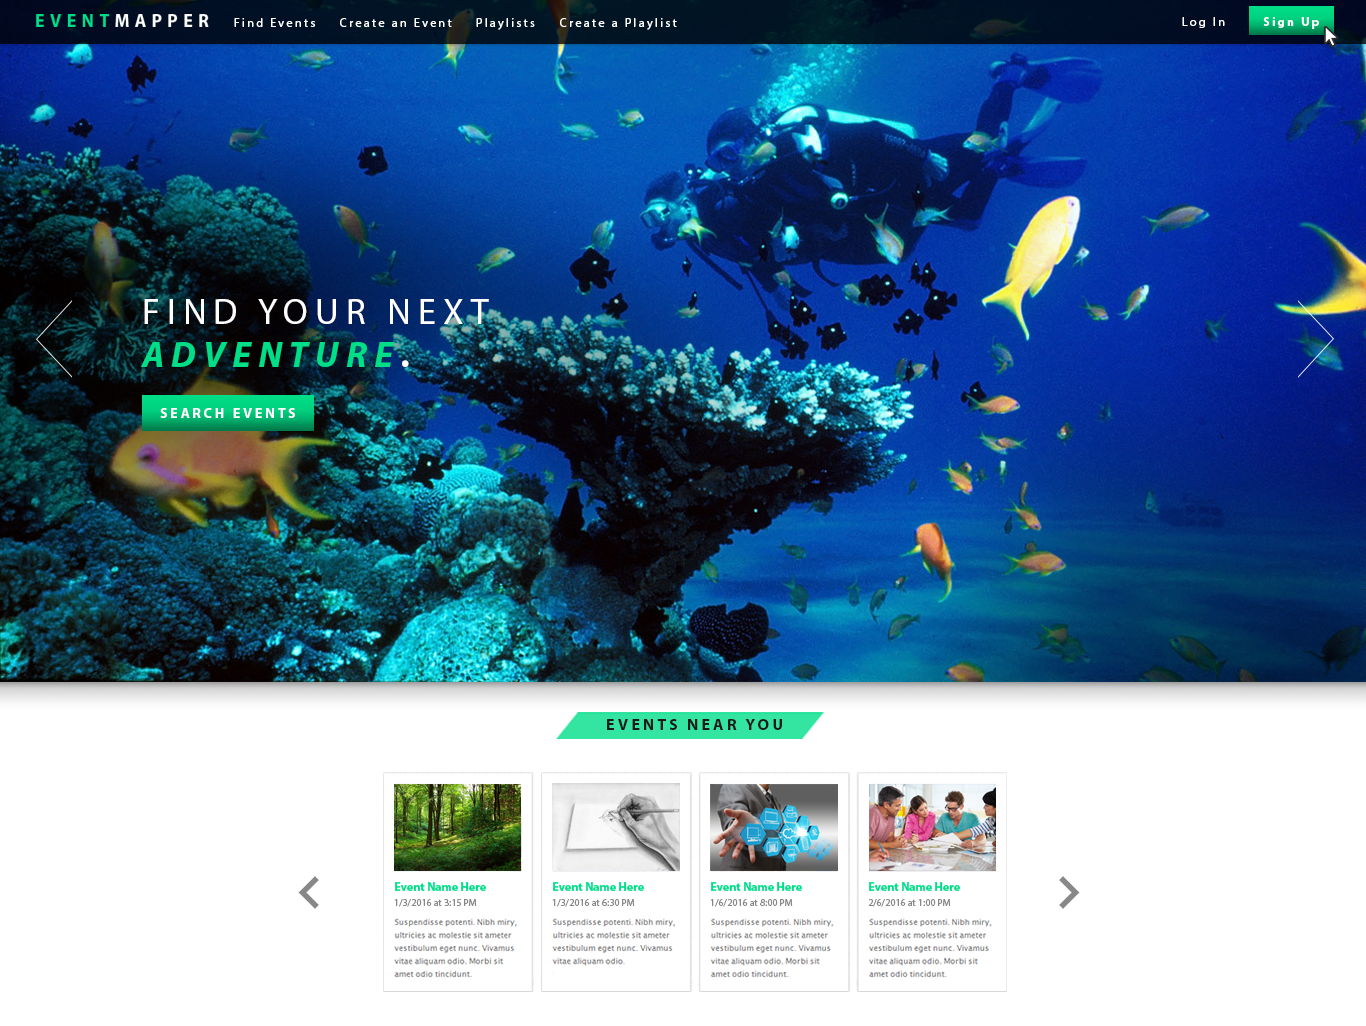 EVENTMAPPER Find Events Create an Event Playlists Create a Playlist Log In Sign Up
FIND YOUR NEXT
ADVENTURE.
SEARCH EVENTS
EVENTS NEAR YOU
Event Name Here
1/3/2016 at 3:15 PM
Suspendisse potenti. Nibh miry,
ultricies ac molestie sit ameter
vestibulum eget nunc. Vivamus
vitae aliquam odio. Morbi sit
amet odio tincidunt.
Event Name Here
1/3/2016 at 6:30 PM
Suspendisse potenti. Nibh miry,
ultricies ac molestie sit ameter
vestibulum eget nunc. Vivamus
vitae aliquam odio.
Event Name Here
1/6/2016 at 8:00 PM
Suspendisse potenti. Nibh miry,
ultricies ac molestie sit ameter
vestibulum eget nunc. Vivamus
vitae aliquam odio. Morbi sit
amet odio tincidunt.
Event Name Here
2/6/2016 at 1:00 PM
Suspendisse potenti. Nibh miry,
ultricies ac molestie sit ameter
vestibulum eget nunc. Vivamus
vitae aliquam odio. Morbi sit
amet odio tincidunt.